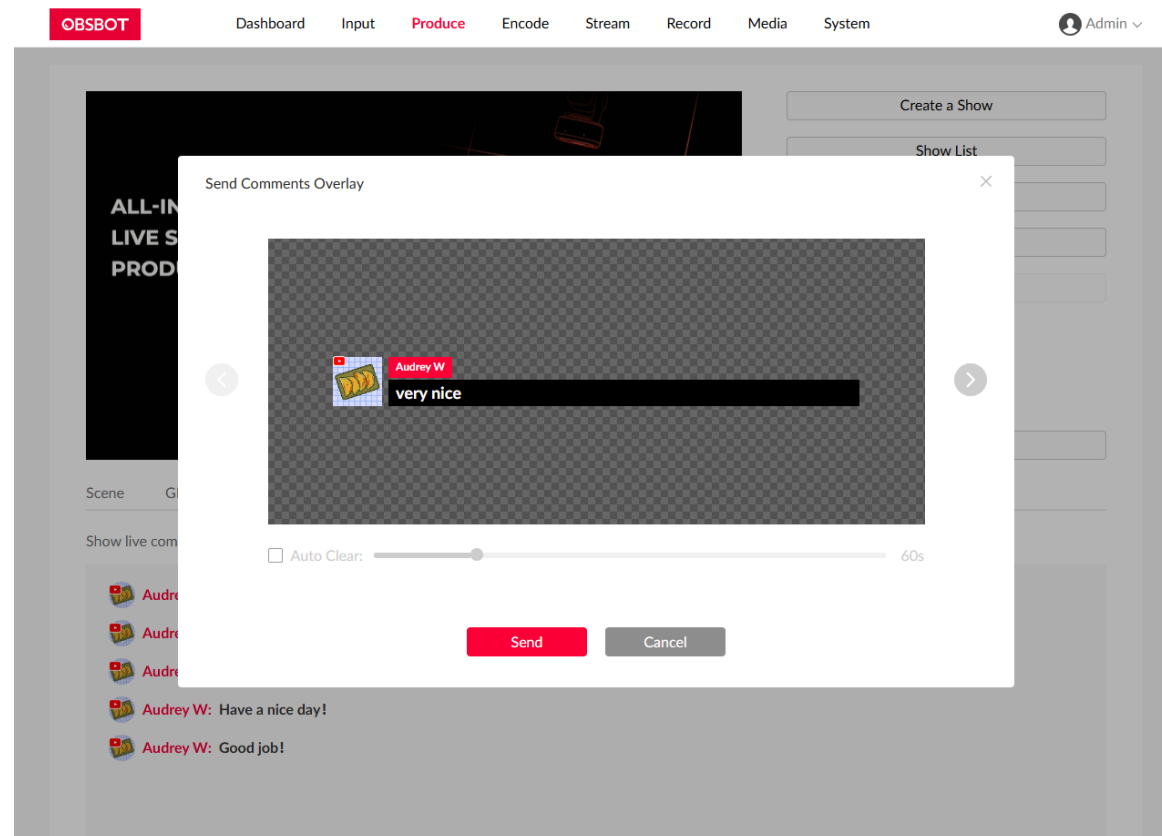 OBSBOT
Dashboard Input Produce Encode Stream Record Media System
Admin
Create a Show
Show List
Send Comments Overlay
ALL-IN
LIVE S
PROD
Audrey W
very nice
Scene
Show live com
Auto Clear: 60s
Audre
Audre
Audre
Send Cancel
Audrey W: Have a nice day!
Audrey W: Good job!